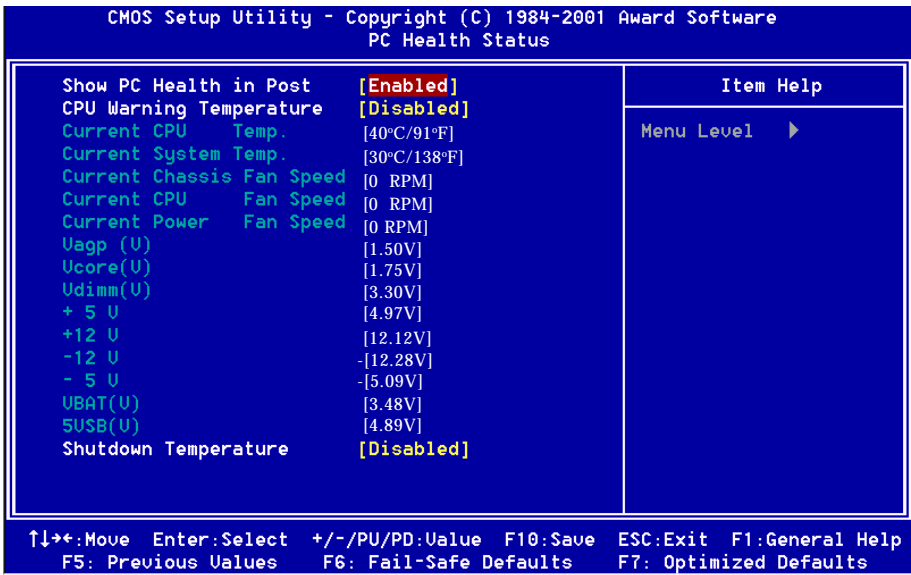 CMOS Setup Utility - Copyright (C) 1984-2001 Award Software
PC Health Status
Show PC Health in Post [Enabled]
CPU Warning Temperature [Disabled]
Current CPU Temp. [40°C/91°F]
Current System Temp. [30°C/138°F]
Current Chassis Fan Speed [0 RPM]
Current CPU Fan Speed [0 RPM]
Current Power Fan Speed [0 RPM]
Vagp (V) [1.50V]
Vcore(V) [1.75V]
Vdimm(V) [3.30V]
+ 5 V [4.97V]
+12 V [12.12V]
-12 V -[12.28V]
- 5 V -[5.09V]
VBAT(V) [3.48V]
5VSB(V) [4.89V]
Shutdown Temperature [Disabled]
Item Help
Menu Level ▶
↑↓→←:Move Enter:Select +/-/PU/PD:Value F10:Save ESC:Exit F1:General Help
F5: Previous Values F6: Fail-Safe Defaults F7: Optimized Defaults